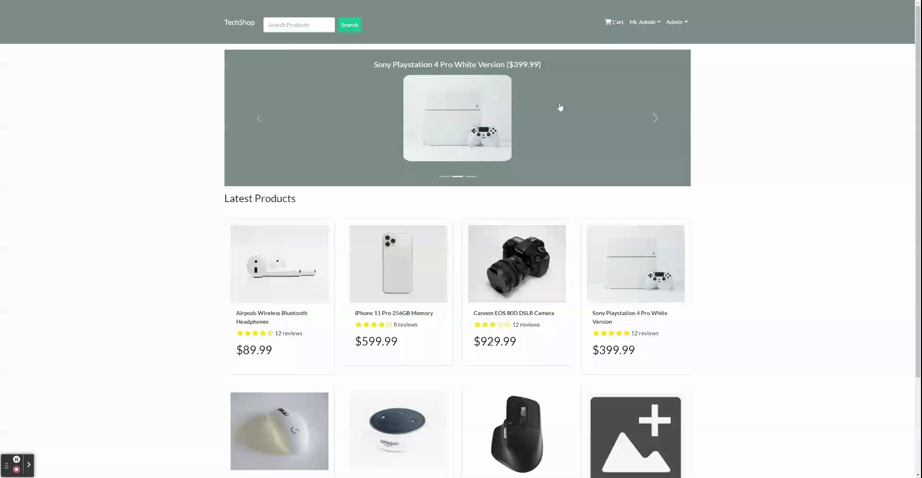 TechShop
Search Products
Search
Cart
Mr. Admin
Admin
Sony Playstation 4 Pro White Version ($399.99)
Latest Products
Airpods Wireless Bluetooth
Headphones
12 reviews
$89.99
iPhone 11 Pro 256GB Memory
8 reviews
$599.99
Cannon EOS 80D DSLR Camera
12 reviews
$929.99
Sony Playstation 4 Pro White
Version
12 reviews
$399.99
amazon